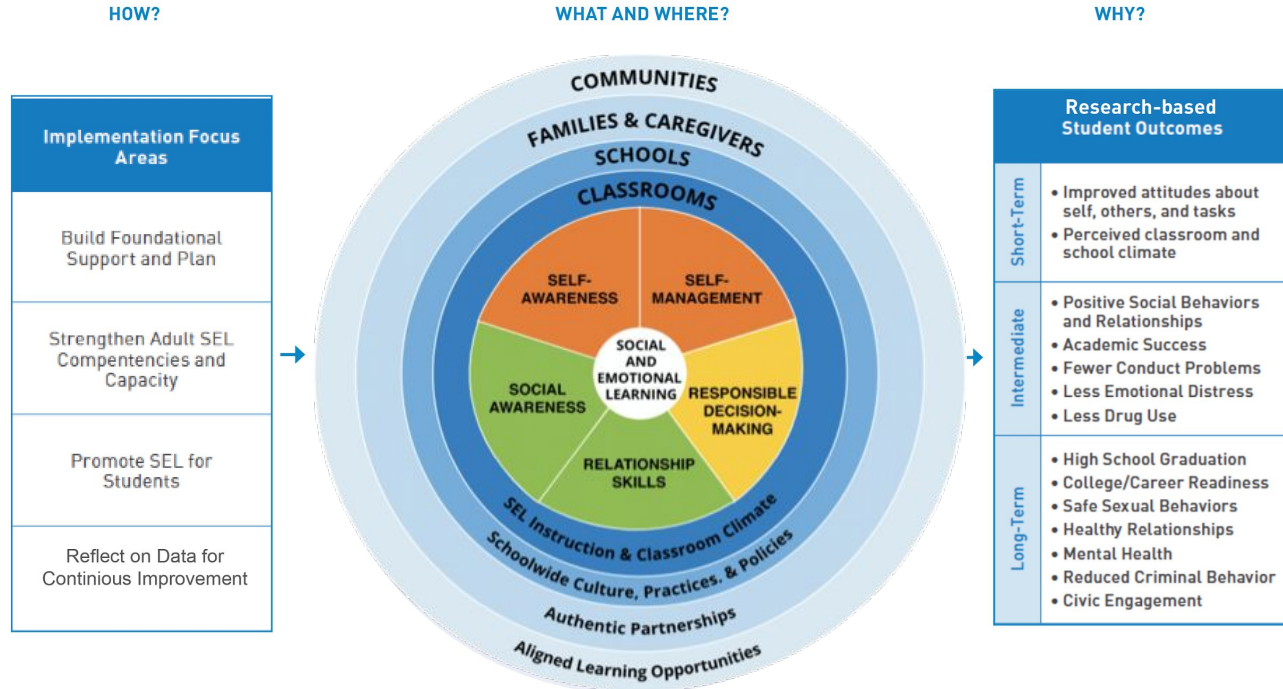 HOW?
WHAT AND WHERE?
WHY?
Implementation Focus
Areas
Build Foundational
Support and Plan
Strengthen Adult SEL
Compentencies and
Capacity
Promote SEL for
Students
Reflect on Data for
Continious Improvement
COMMUNITIES
FAMILIES & CAREGIVERS
SCHOOLS
CLASSROOMS
SELF-
AWARENESS
SELF-
MANAGEMENT
SOCIAL
AND
EMOTIONAL
LEARNING
SOCIAL
AWARENESS
RESPONSIBLE
DECISION-
MAKING
RELATIONSHIP
SKILLS
SEL Instruction & Classroom Climate
Schoolwide Culture, Practices. & Policies
Authentic Partnerships
Aligned Learning Opportunities
Research-based
Student Outcomes
Short-Term
• Improved attitudes about
self, others, and tasks
• Perceived classroom and
school climate
Intermediate
• Positive Social Behaviors
and Relationships
• Academic Success
• Fewer Conduct Problems
• Less Emotional Distress
• Less Drug Use
Long-Term
• High School Graduation
• College/Career Readiness
• Safe Sexual Behaviors
• Healthy Relationships
• Mental Health
• Reduced Criminal Behavior
• Civic Engagement